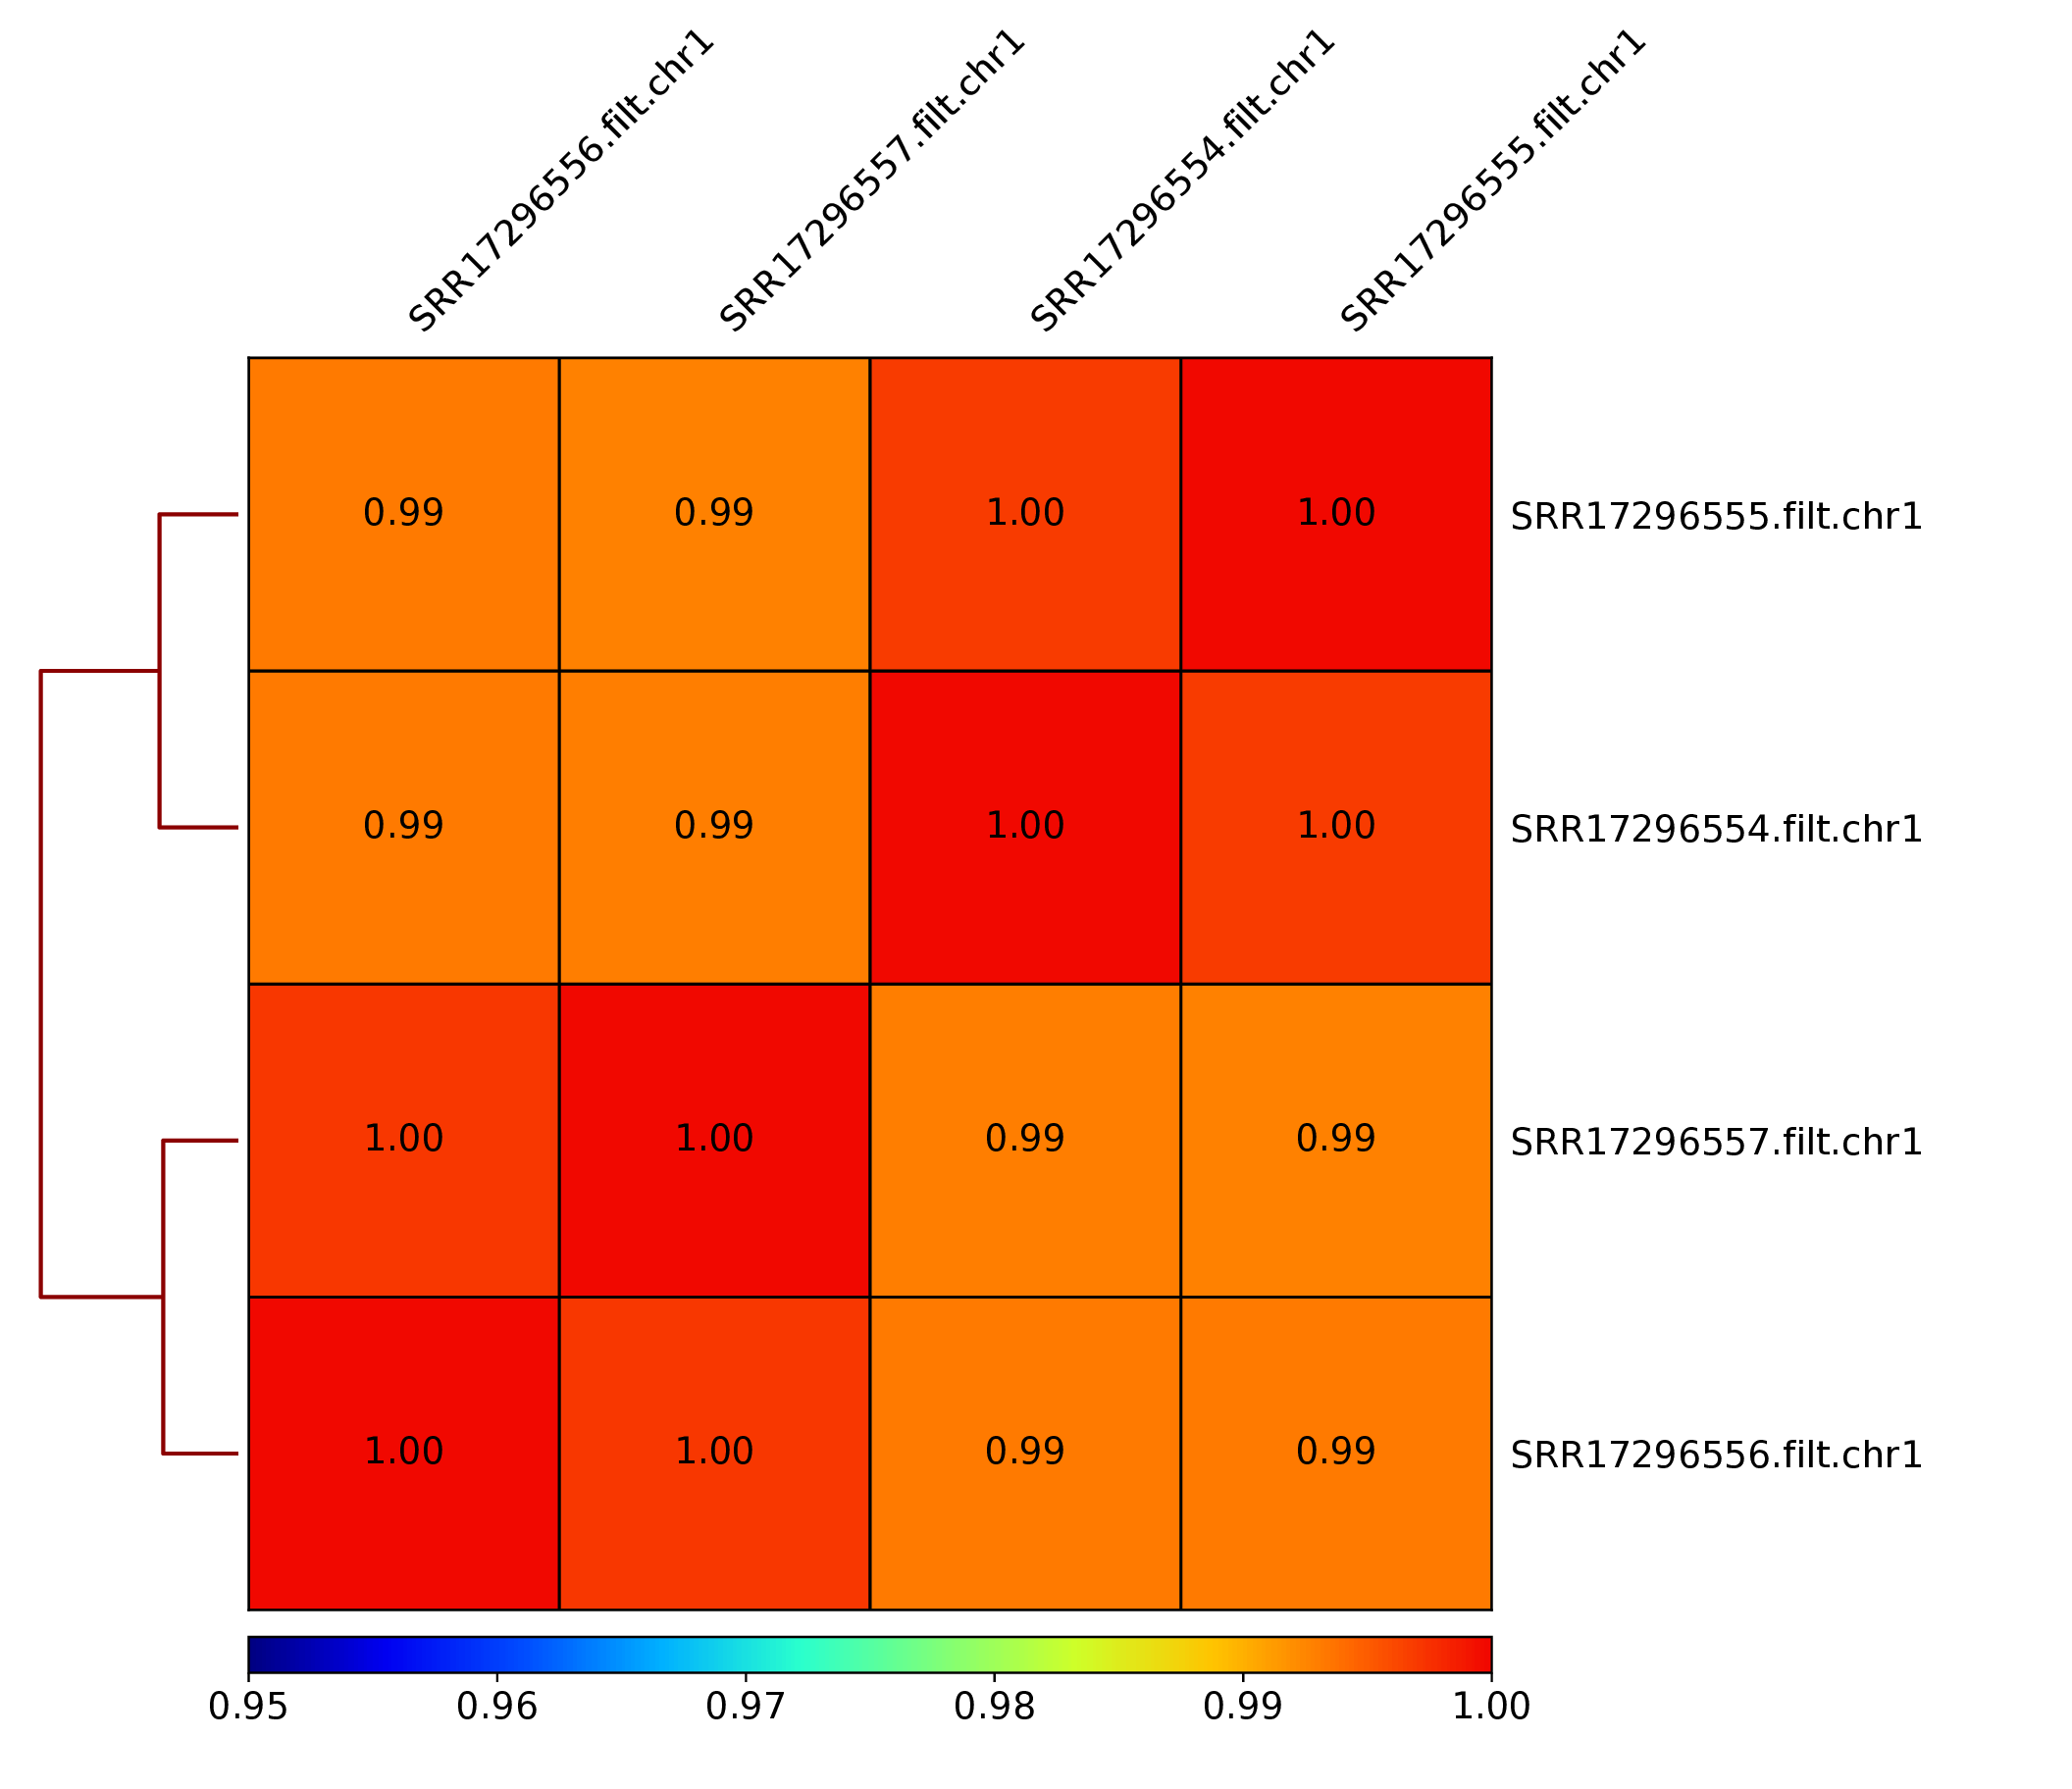 SRR17296556.filt.chr1
SRR17296557.filt.chr1
SRR17296554.filt.chr1
SRR17296555.filt.chr1
0.99 0.99 1.00 1.00 SRR17296555.filt.chr1
0.99 0.99 1.00 1.00 SRR17296554.filt.chr1
1.00 1.00 0.99 0.99 SRR17296557.filt.chr1
1.00 1.00 0.99 0.99 SRR17296556.filt.chr1
0.95 0.96 0.97 0.98 0.99 1.00